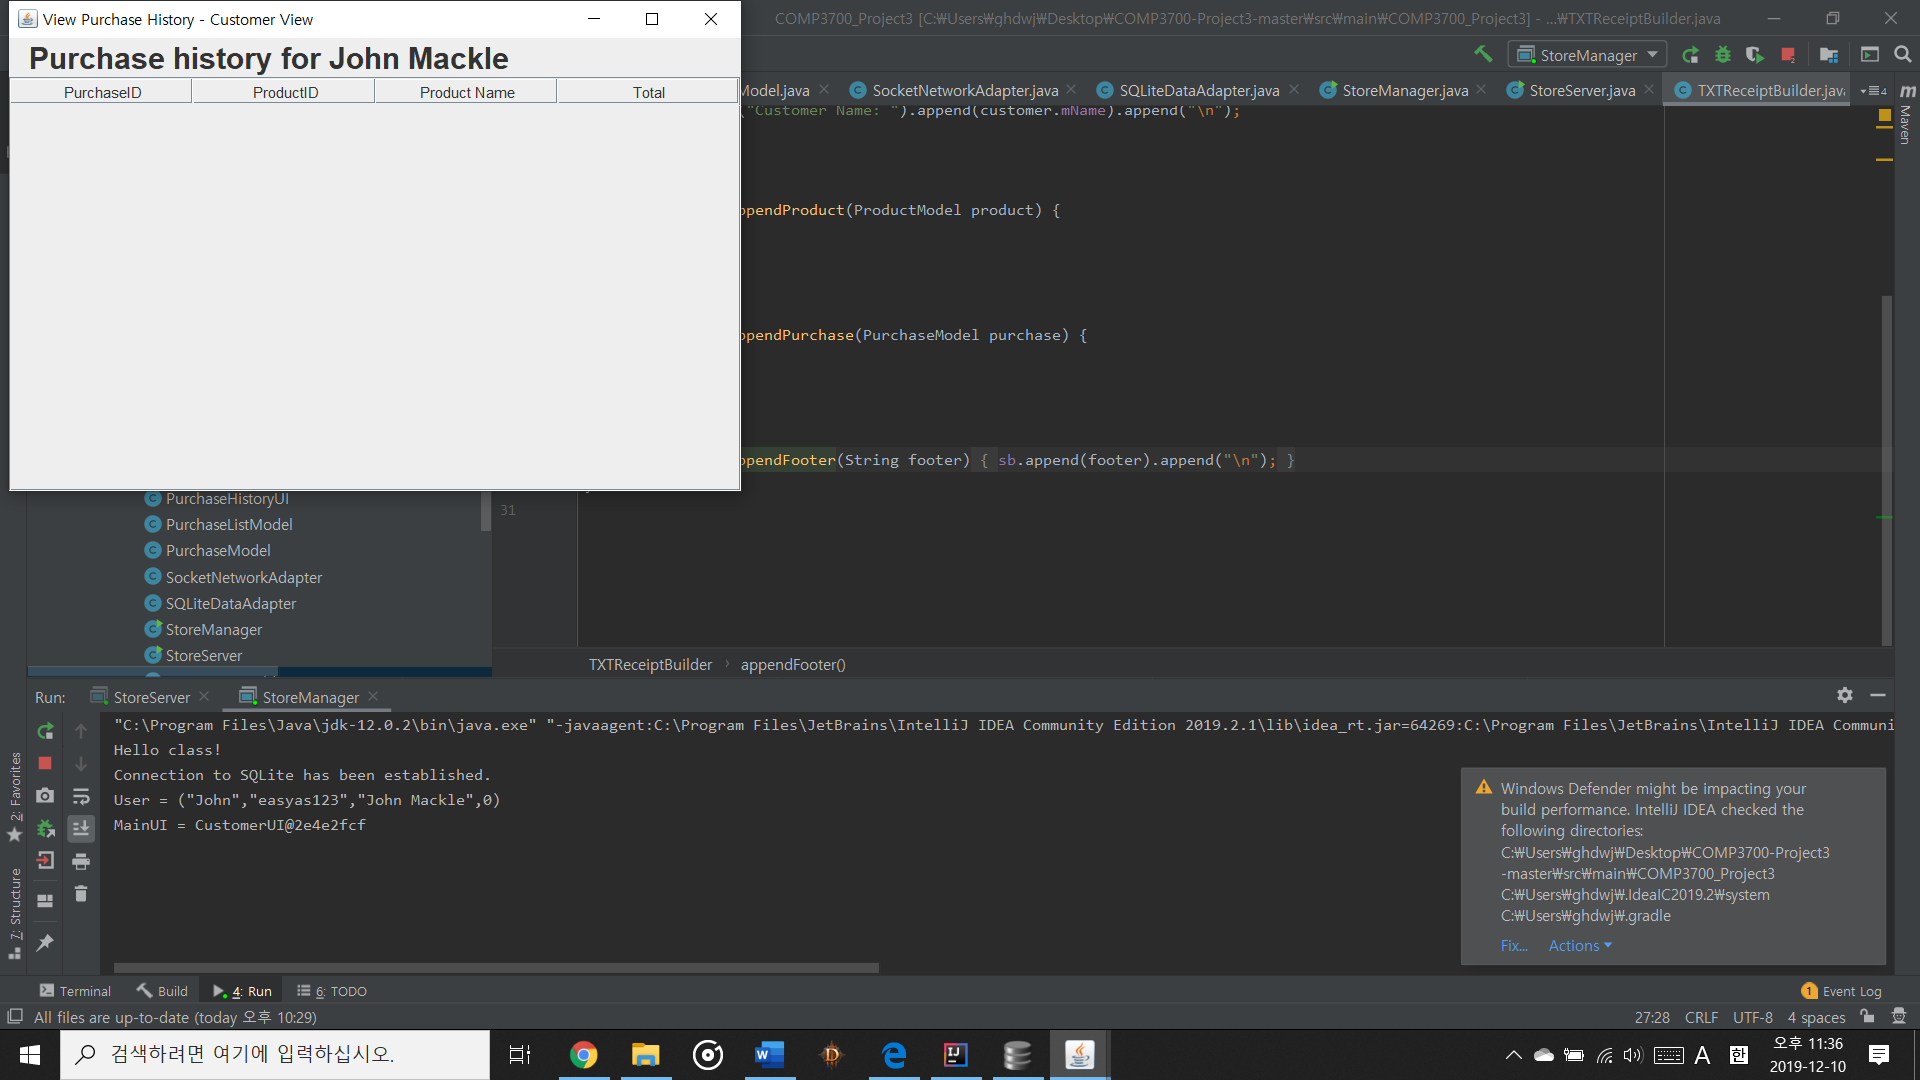 View Purchase History - Customer View
COMP3700_Project3 [C:₩Users₩ghdwj₩Desktop₩COMP3700-Project3-master₩src₩main₩COMP3700_Project3] - ...₩TXTReceiptBuilder.java
Purchase history for John Mackle
StoreManager
PurchaseID
ProductID
Product Name
Total
Model.java
SocketNetworkAdapter.java
SQLiteDataAdapter.java
StoreManager.java
StoreServer.java
TXTReceiptBuilder.java
4
Maven
("Customer Name: ").append(customer.mName).append("\n");
ppendProduct(ProductModel product) {
ppendPurchase(PurchaseModel purchase) {
ppendFooter(String footer) { sb.append(footer).append("\n"); }
31
PurchaseHistoryUI
PurchaseListModel
PurchaseModel
SocketNetworkAdapter
SQLiteDataAdapter
StoreManager
StoreServer
TXTReceiptBuilder › appendFooter()
Run:
StoreServer
StoreManager
"C:\Program Files\Java\jdk-12.0.2\bin\java.exe" "-javaagent:C:\Program Files\JetBrains\IntelliJ IDEA Community Edition 2019.2.1\lib\idea_rt.jar=64269:C:\Program Files\JetBrains\IntelliJ IDEA Communi
Hello class!
Connection to SQLite has been established.
User = ("John","easyas123","John Mackle",0)
MainUI = CustomerUI@2e4e2fcf
2: Favorites
7: Structure
Windows Defender might be impacting your
build performance. IntelliJ IDEA checked the
following directories:
C:₩Users₩ghdwj₩Desktop₩COMP3700-Project3
-master₩src₩main₩COMP3700_Project3
C:₩Users₩ghdwj₩.IdeaIC2019.2₩system
C:₩Users₩ghdwj₩.gradle
Fix...
Actions
Terminal
Build
4: Run
6: TODO
1 Event Log
All files are up-to-date (today 오후 10:29)
27:28
CRLF
UTF-8
4 spaces
검색하려면 여기에 입력하십시오.
A
한
오후 11:36
2019-12-10